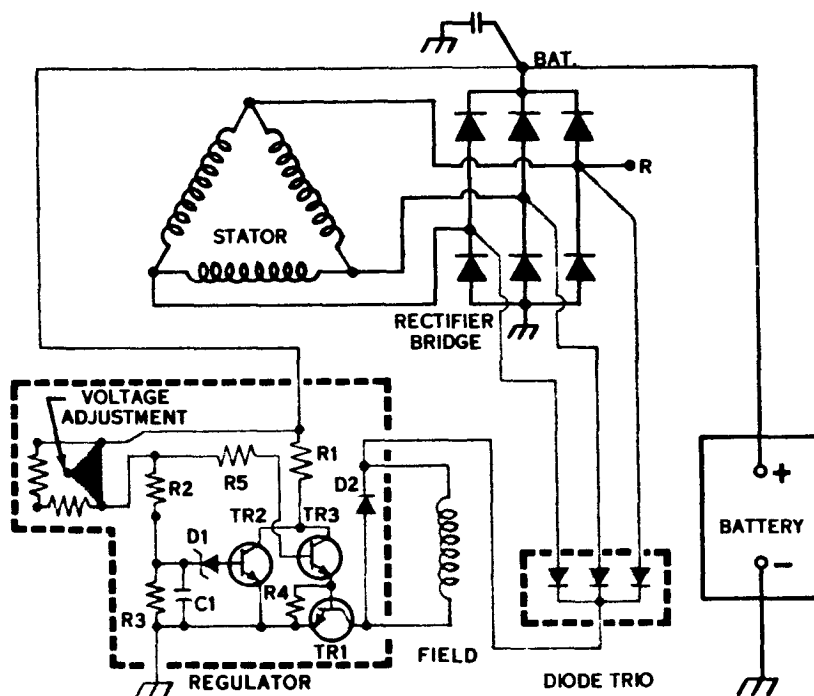 BAT.
R
STATOR
RECTIFIER
BRIDGE
VOLTAGE
ADJUSTMENT
R1
R2
R5
D2
TR2
TR3
D1
R4
R3
C1
TR1
+
BATTERY
-
FIELD
REGULATOR
DIODE TRIO